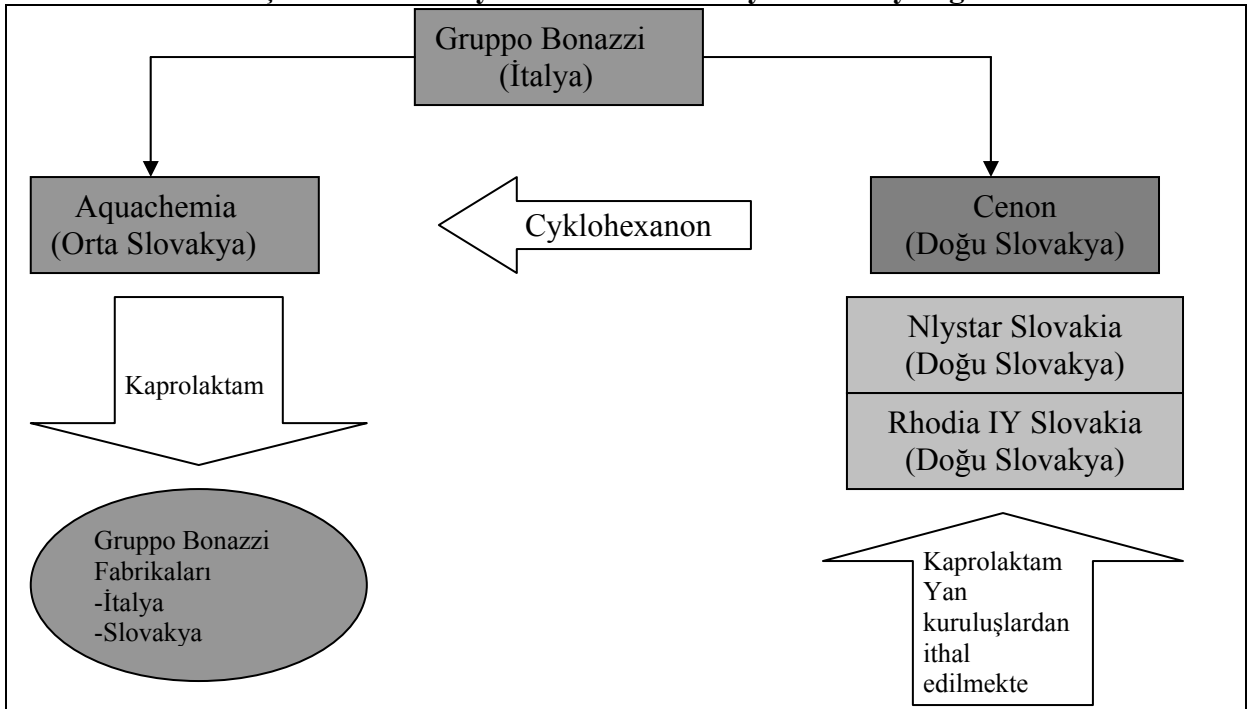 Gruppo Bonazzi
(İtalya)
Aquachemia
(Orta Slovakya)
Cyklohexanon
Cenon
(Doğu Slovakya)
Nlystar Slovakia
(Doğu Slovakya)
Rhodia IY Slovakia
(Doğu Slovakya)
Kaprolaktam
Gruppo Bonazzi
Fabrikaları
-İtalya
-Slovakya
Kaprolaktam
Yan
kuruluşlardan
ithal
edilmekte